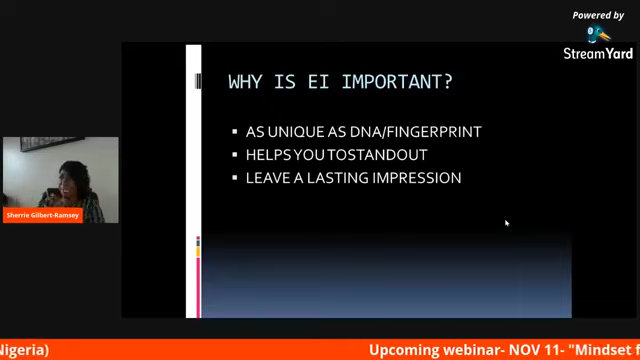 Powered by
StreamYard
WHY IS EI IMPORTANT?
AS UNIQUE AS DNA/FINGERPRINT
HELPS YOU TOSTANDOUT
LEAVE A LASTING IMPRESSION
Sherrie Gilbert-Ramsey
Nigeria) Upcoming webinar- NOV 11- "Mindset f